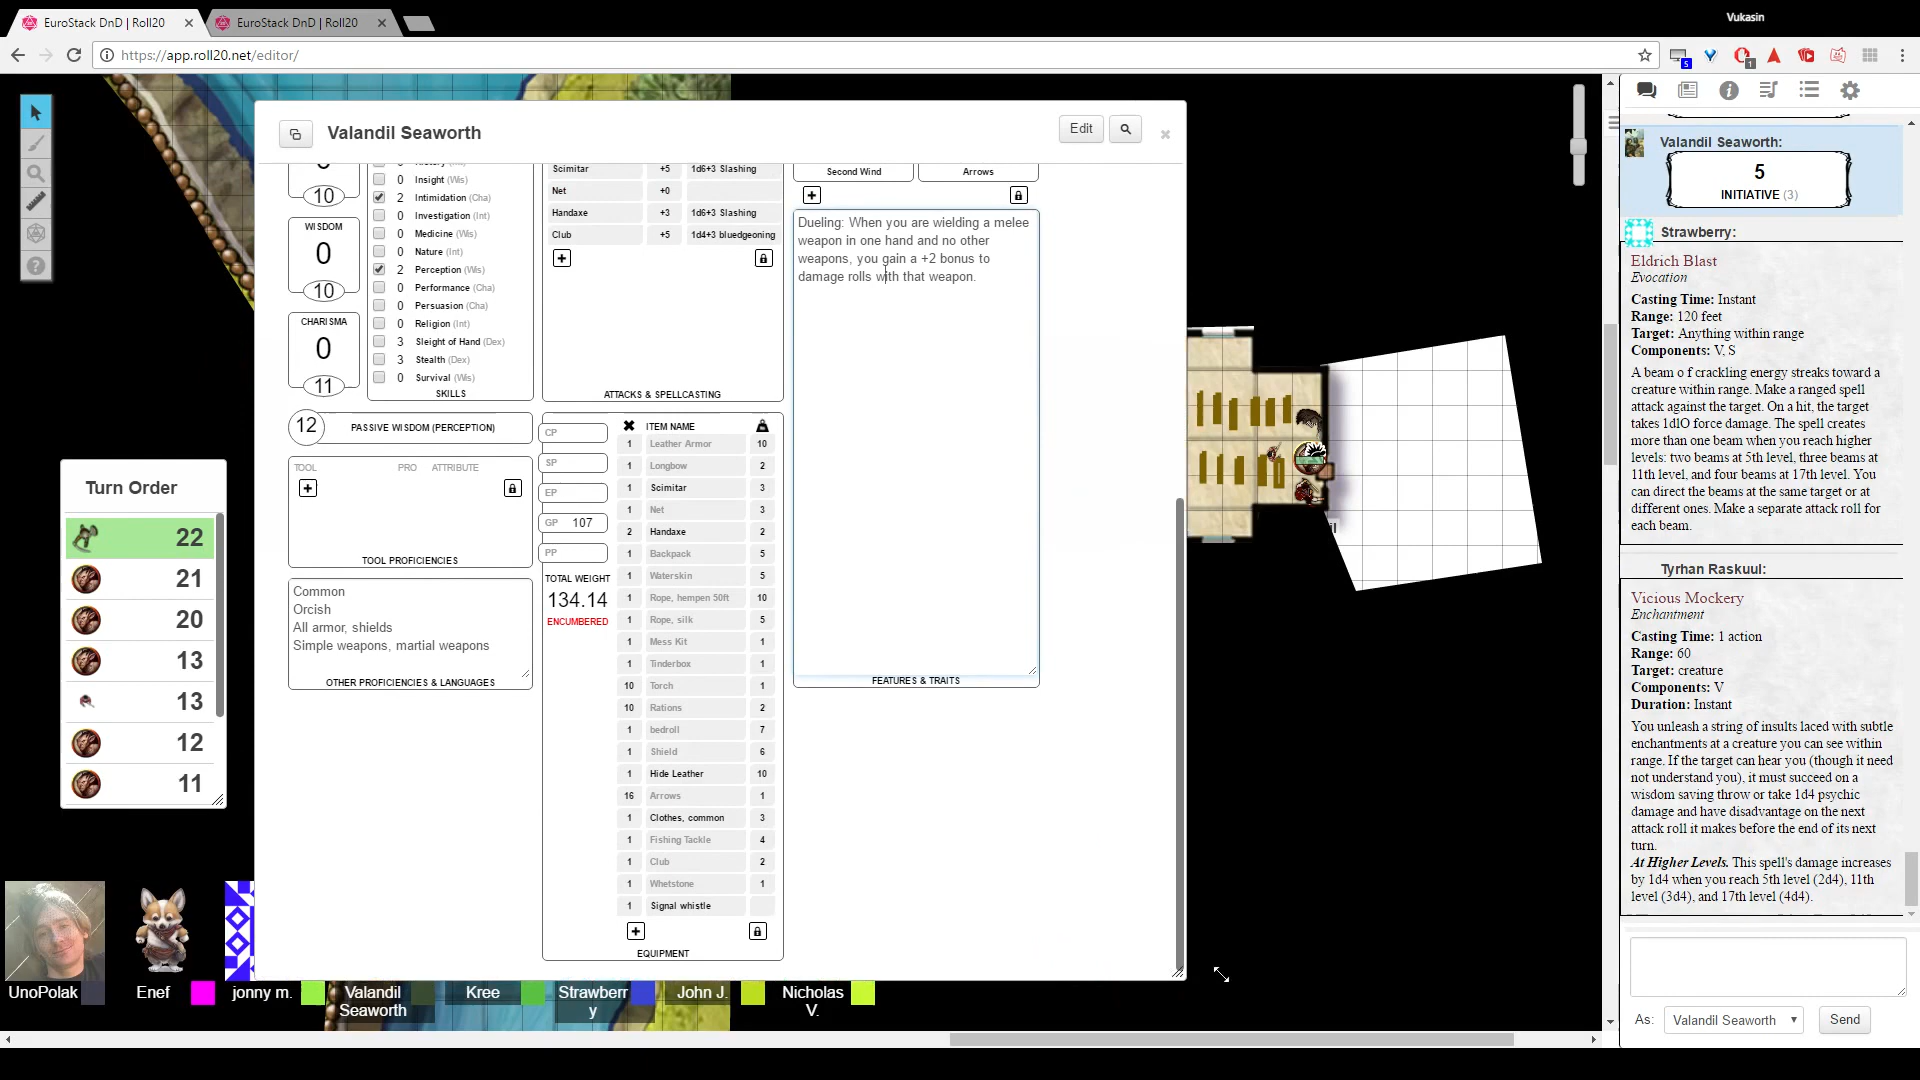 EuroStack DnD | Roll20
EuroStack DnD | Roll20
Vukasin
https://app.roll20.net/editor/
5
1
Valandil Seaworth
Edit
10
WISDOM
0
10
CHARISMA
0
11
0 Insight (Wis)
2 Intimidation (Cha)
0 Investigation (Int)
0 Medicine (Wis)
0 Nature (Int)
2 Perception (Wis)
0 Performance (Cha)
0 Persuasion (Cha)
0 Religion (Int)
3 Sleight of Hand (Dex)
3 Stealth (Dex)
0 Survival (Wis)
SKILLS
12 PASSIVE WISDOM (PERCEPTION)
TOOL PRO ATTRIBUTE
TOOL PROFICIENCIES
Common
Orcish
All armor, shields
Simple weapons, martial weapons
OTHER PROFICIENCIES & LANGUAGES
Scimitar +5 1d6+3 Slashing
Net +0
Handaxe +3 1d6+3 Slashing
Club +5 1d4+3 bluedgeoning
ATTACKS & SPELLCASTING
CP
SP
EP
GP 107
PP
TOTAL WEIGHT
134.14
ENCUMBERED
ITEM NAME
1 Leather Armor 10
1 Longbow 2
1 Scimitar 3
1 Net 3
2 Handaxe 2
1 Backpack 5
1 Waterskin 5
1 Rope, hempen 50ft 10
1 Rope, silk 5
1 Mess Kit 1
1 Tinderbox 1
10 Torch 1
10 Rations 2
1 bedroll 7
1 Shield 6
1 Hide Leather 10
16 Arrows 1
1 Clothes, common 3
1 Fishing Tackle 4
1 Club 2
1 Whetstone 1
1 Signal whistle
EQUIPMENT
Second Wind
Arrows
Dueling: When you are wielding a melee
weapon in one hand and no other
weapons, you gain a +2 bonus to
damage rolls with that weapon.
FEATURES & TRAITS
Turn Order
22
21
20
13
13
12
11
UnoPolak
Enef
jonny m.
Valandil
Seaworth
Kree
Strawberr
y
John J.
Nicholas
V.
Valandil Seaworth:
5
INITIATIVE (3)
Strawberry:
Eldrich Blast
Evocation
Casting Time: Instant
Range: 120 feet
Target: Anything within range
Components: V, S
A beam o f crackling energy streaks toward a
creature within range. Make a ranged spell
attack against the target. On a hit, the target
takes 1dlO force damage. The spell creates
more than one beam when you reach higher
levels: two beams at 5th level, three beams at
11th level, and four beams at 17th level. You
can direct the beams at the same target or at
different ones. Make a separate attack roll for
each beam.
Tyrhan Raskuul:
Vicious Mockery
Enchantment
Casting Time: 1 action
Range: 60
Target: creature
Components: V
Duration: Instant
You unleash a string of insults laced with subtle
enchantments at a creature you can see within
range. If the target can hear you (though it need
not understand you), it must succeed on a
wisdom saving throw or take 1d4 psychic
damage and have disadvantage on the next
attack roll it makes before the end of its next
turn.
At Higher Levels. This spell's damage increases
by 1d4 when you reach 5th level (2d4), 11th
level (3d4), and 17th level (4d4).
As: Valandil Seaworth Send